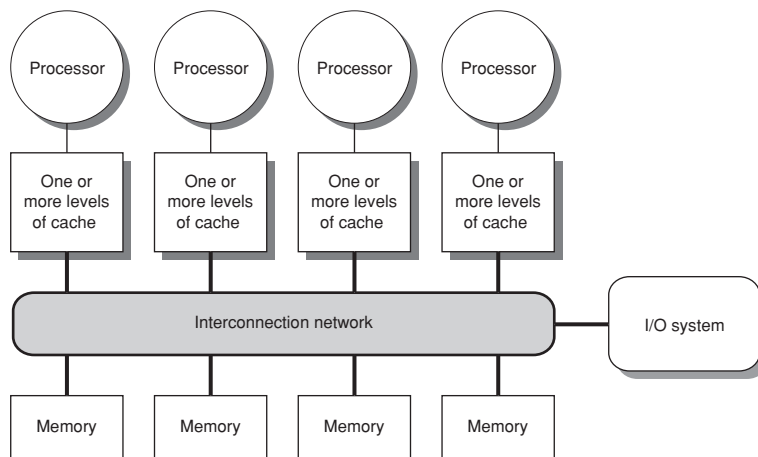 Processor
Processor
Processor
Processor
One or
more levels
of cache
One or
more levels
of cache
One or
more levels
of cache
One or
more levels
of cache
Interconnection network
I/O system
Memory
Memory
Memory
Memory